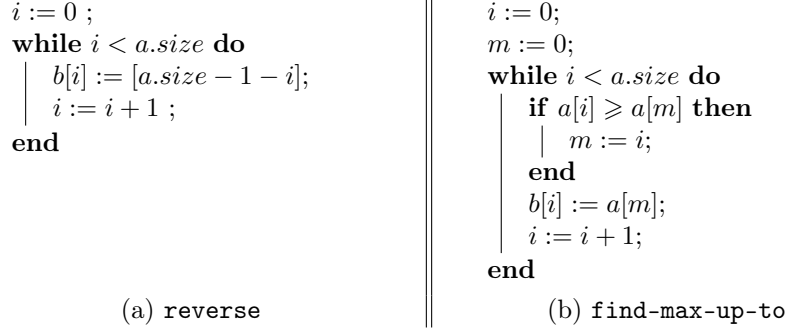 i := 0 ;
while i < a.size do
b[i] := [a.size − 1 − i];
i := i + 1 ;
end
(a) reverse
i := 0;
m := 0;
while i < a.size do
if a[i] ⩾ a[m] then
m := i;
end
b[i] := a[m];
i := i + 1;
end
(b) find-max-up-to